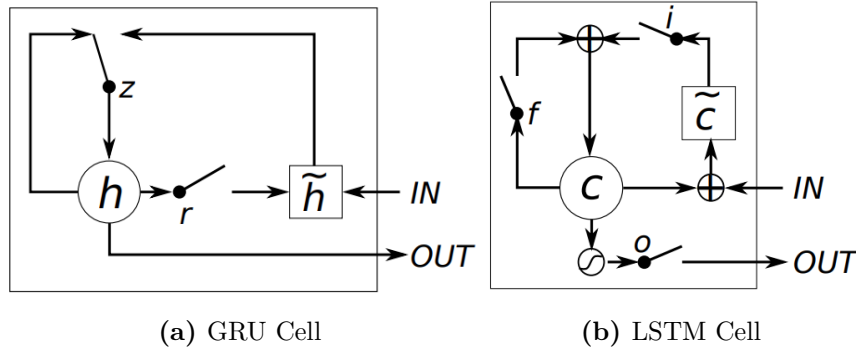 z
h
r
h̃
IN
OUT
(a) GRU Cell
i
f
c̃
c
IN
o
OUT
(b) LSTM Cell